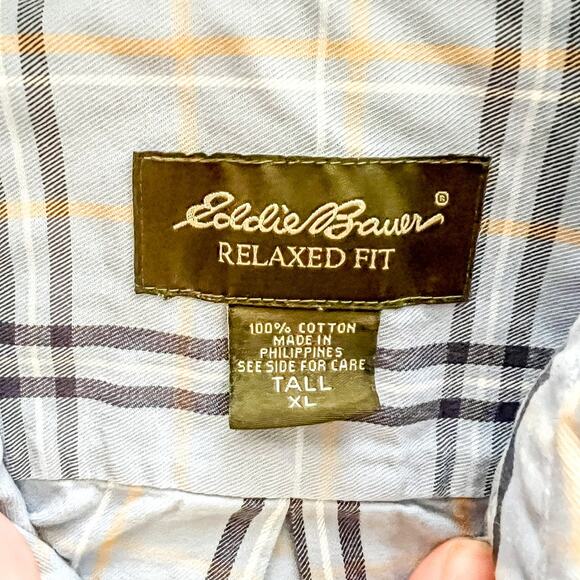 Eddie Bauer®
RELAXED FIT
100% COTTON
MADE IN
PHILIPPINES
SEE SIDE FOR CARE
TALL
XL